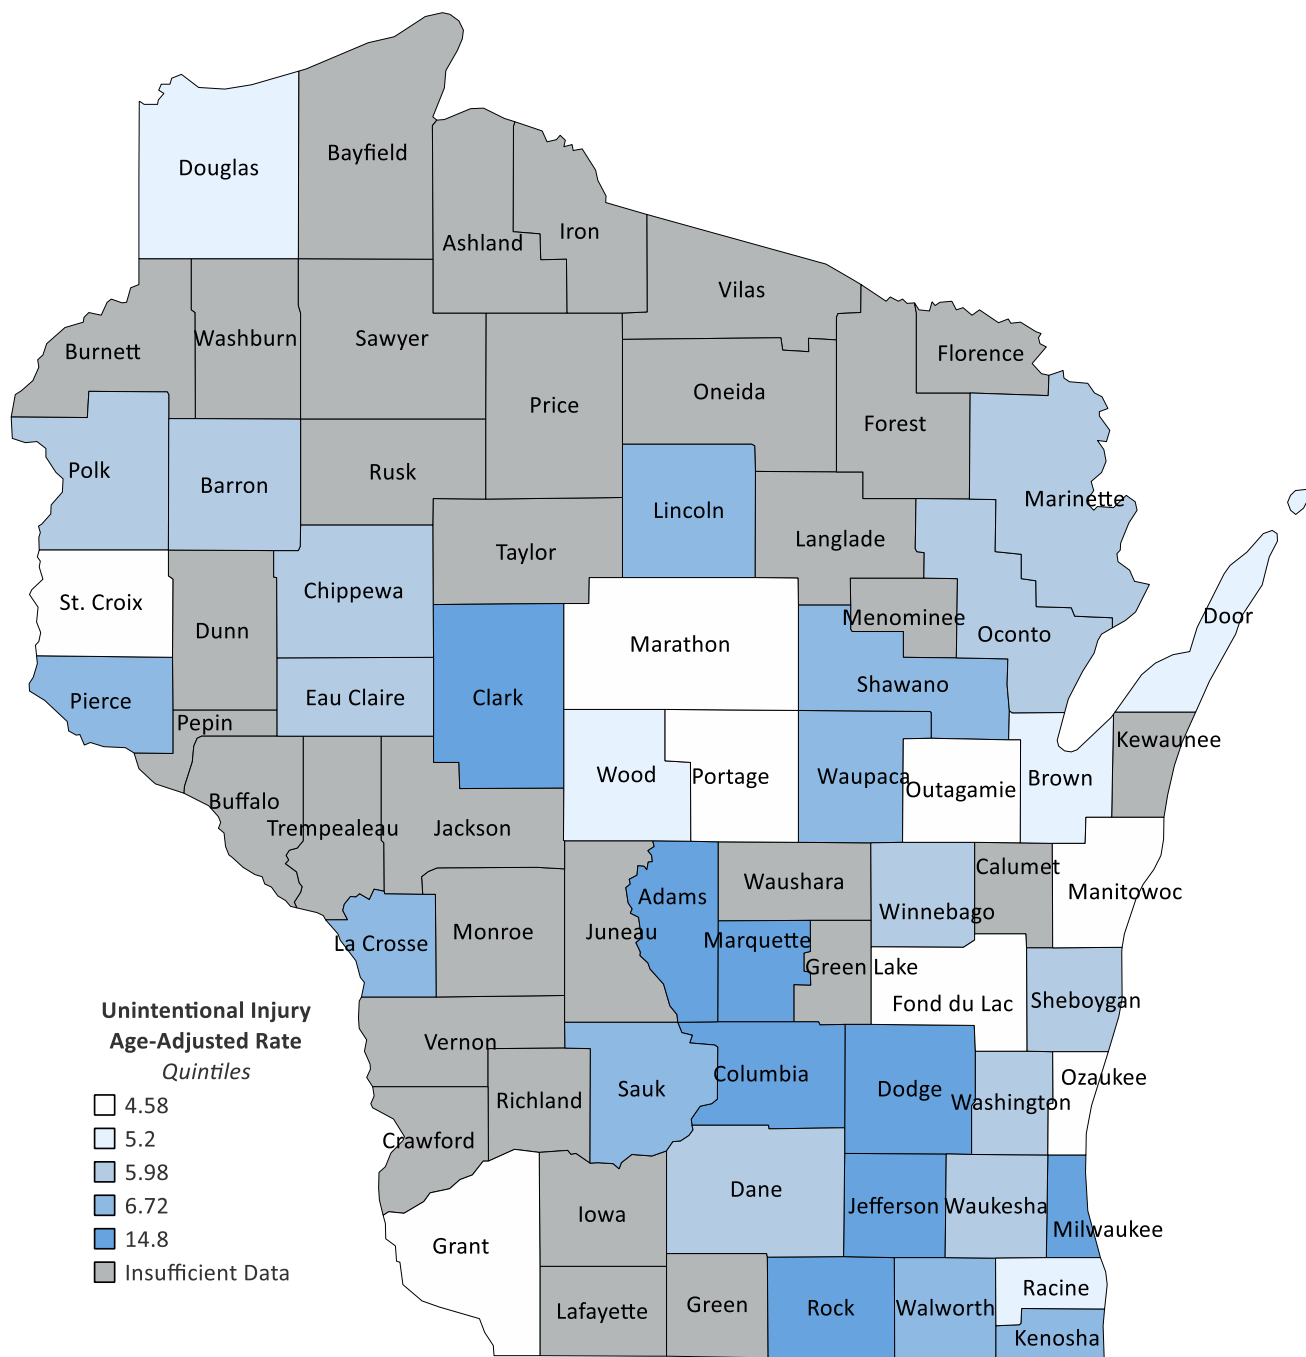 Bayfield
Douglas
Iron
Ashland
Vilas
Washburn
Sawyer
Burnett
Florence
Oneida
Price
Forest
Polk
Rusk
Barron
Marinette
Lincoln
Langlade
Taylor
Chippewa
St. Croix
Door
Menominee
Dunn
Oconto
Marathon
Shawano
Eau Claire
Clark
Pierce
Pepin
Kewaunee
Wood
Portage
Waupaca
Brown
Outagamie
Buffalo
Trempealeau
Jackson
Calumet
Waushara
Manitowoc
Adams
Winnebago
Monroe
Juneau
Marquette
La Crosse
Green Lake
Sheboygan
Fond du Lac
Vernon
Columbia
Ozaukee
Sauk
Dodge
Richland
Washington
Crawford
Dane
Jefferson
Waukesha
Iowa
Milwaukee
Grant
Racine
Green
Rock
Walworth
Lafayette
Kenosha
Unintentional Injury
Age-Adjusted Rate
Quintiles
4.58
5.2
5.98
6.72
14.8
Insufficient Data